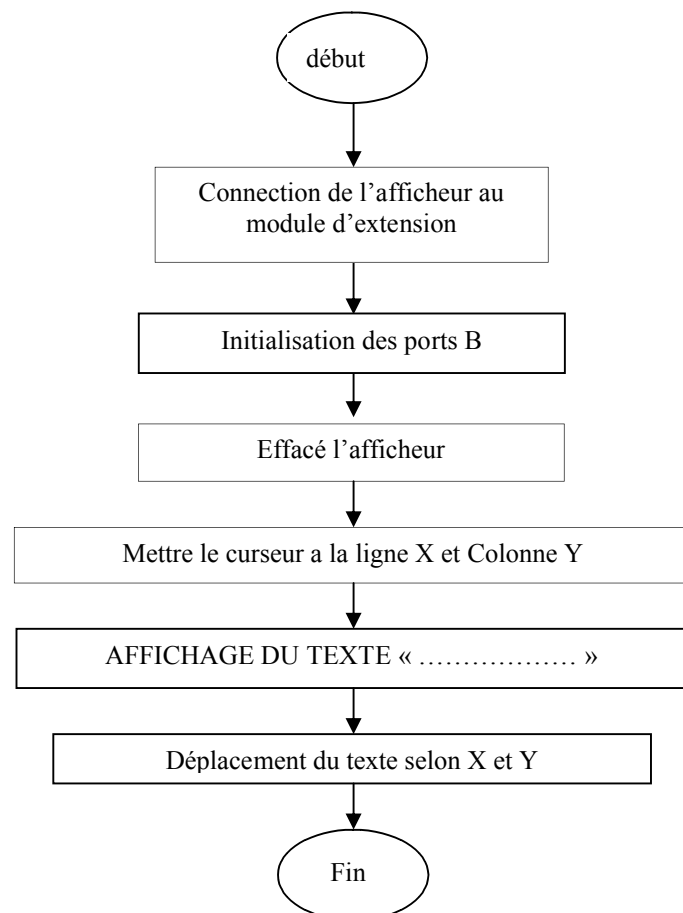 début
Connection de l’afficheur au
module d’extension
Initialisation des ports B
Effacé l’afficheur
Mettre le curseur a la ligne X et Colonne Y
AFFICHAGE DU TEXTE « ……………… »
Déplacement du texte selon X et Y
Fin